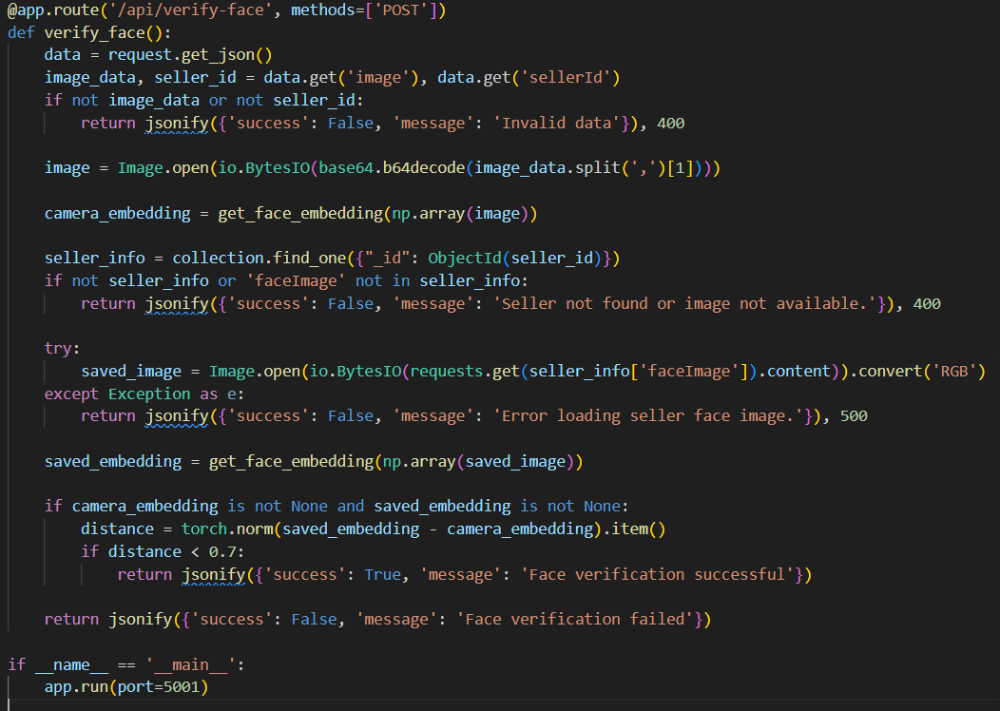 @app.route('/api/verify-face', methods=['POST'])
def verify_face():
    data = request.get_json()
    image_data, seller_id = data.get('image'), data.get('sellerId')
    if not image_data or not seller_id:
        return jsonify({'success': False, 'message': 'Invalid data'}), 400
    image = Image.open(io.BytesIO(base64.b64decode(image_data.split(',')[1])))
    camera_embedding = get_face_embedding(np.array(image))
    seller_info = collection.find_one({"_id": ObjectId(seller_id)})
    if not seller_info or 'faceImage' not in seller_info:
        return jsonify({'success': False, 'message': 'Seller not found or image not available.'}), 400
    try:
        saved_image = Image.open(io.BytesIO(requests.get(seller_info['faceImage']).content)).convert('RGB')
    except Exception as e:
        return jsonify({'success': False, 'message': 'Error loading seller face image.'}), 500
    saved_embedding = get_face_embedding(np.array(saved_image))
    if camera_embedding is not None and saved_embedding is not None:
        distance = torch.norm(saved_embedding - camera_embedding).item()
        if distance < 0.7:
            return jsonify({'success': True, 'message': 'Face verification successful'})
    return jsonify({'success': False, 'message': 'Face verification failed'})
if __name__ == '__main__':
    app.run(port=5001)